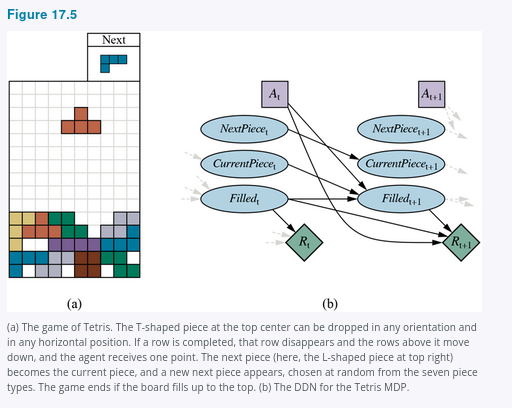 Figure 17.5
Next
A_t
A_{t+1}
NextPiece_t
NextPiece_{t+1}
CurrentPiece_t
CurrentPiece_{t+1}
Filled_t
Filled_{t+1}
R_t
R_{t+1}
(a)
(b)
(a) The game of Tetris. The T-shaped piece at the top center can be dropped in any orientation and
in any horizontal position. If a row is completed, that row disappears and the rows above it move
down, and the agent receives one point. The next piece (here, the L-shaped piece at top right)
becomes the current piece, and a new next piece appears, chosen at random from the seven piece
types. The game ends if the board fills up to the top. (b) The DDN for the Tetris MDP.